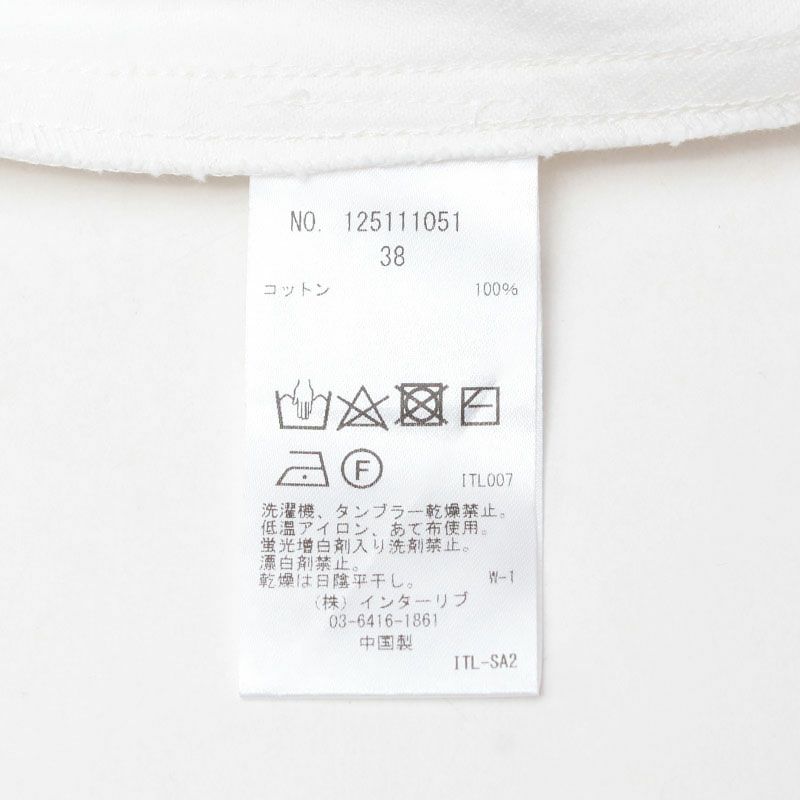 NO. 125111051
38
コットン 100%
F
ITL007
洗濯機、タンブラー乾燥禁止。
低温アイロン、あて布使用。
蛍光増白剤入り洗剤禁止。
漂白剤禁止。
乾燥は日陰平干し。 W-1
(株) インターリブ
03-6416-1861
中国製
ITL-SA2